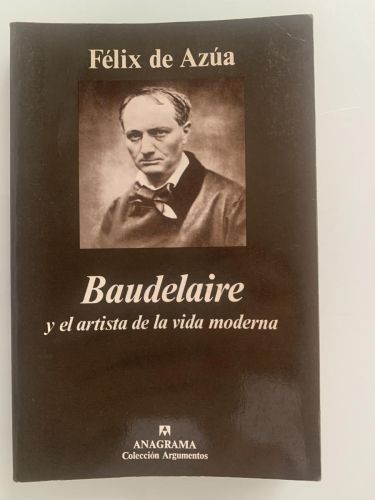 Félix de Azúa
Baudelaire
y el artista de la vida moderna
ANAGRAMA
Colección Argumentos